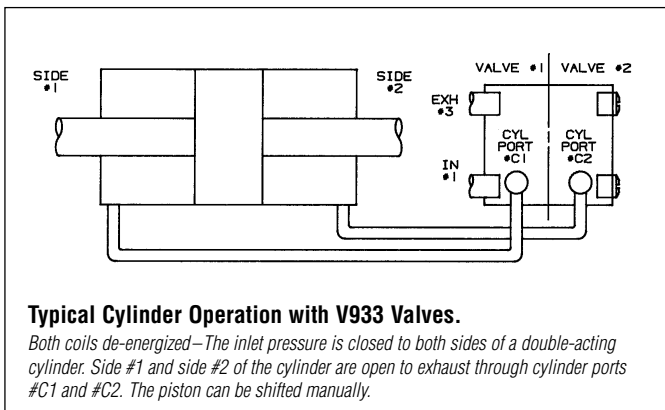 SIDE
#1
SIDE
#2
VALVE #1
VALVE #2
EXH
#3
CYL
PORT
#C1
CYL
PORT
#C2
IN
#1
Typical Cylinder Operation with V933 Valves.
Both coils de-energized–The inlet pressure is closed to both sides of a double-acting
cylinder. Side #1 and side #2 of the cylinder are open to exhaust through cylinder ports
#C1 and #C2. The piston can be shifted manually.